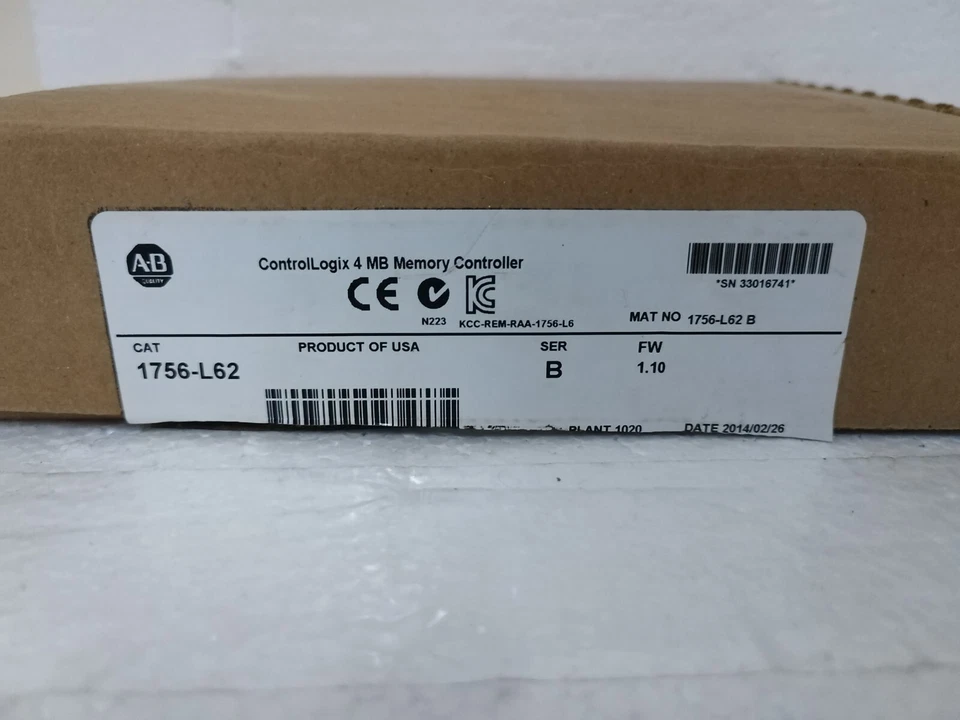 A·B
QUALITY
ControlLogix 4 MB Memory Controller
CE
N223
KCC-REM-RAA-1756-L6
*SN 33016741*
MAT NO 1756-L62 B
CAT
1756-L62
PRODUCT OF USA
SER
B
FW
1.10
PLANT 1020
DATE 2014/02/26